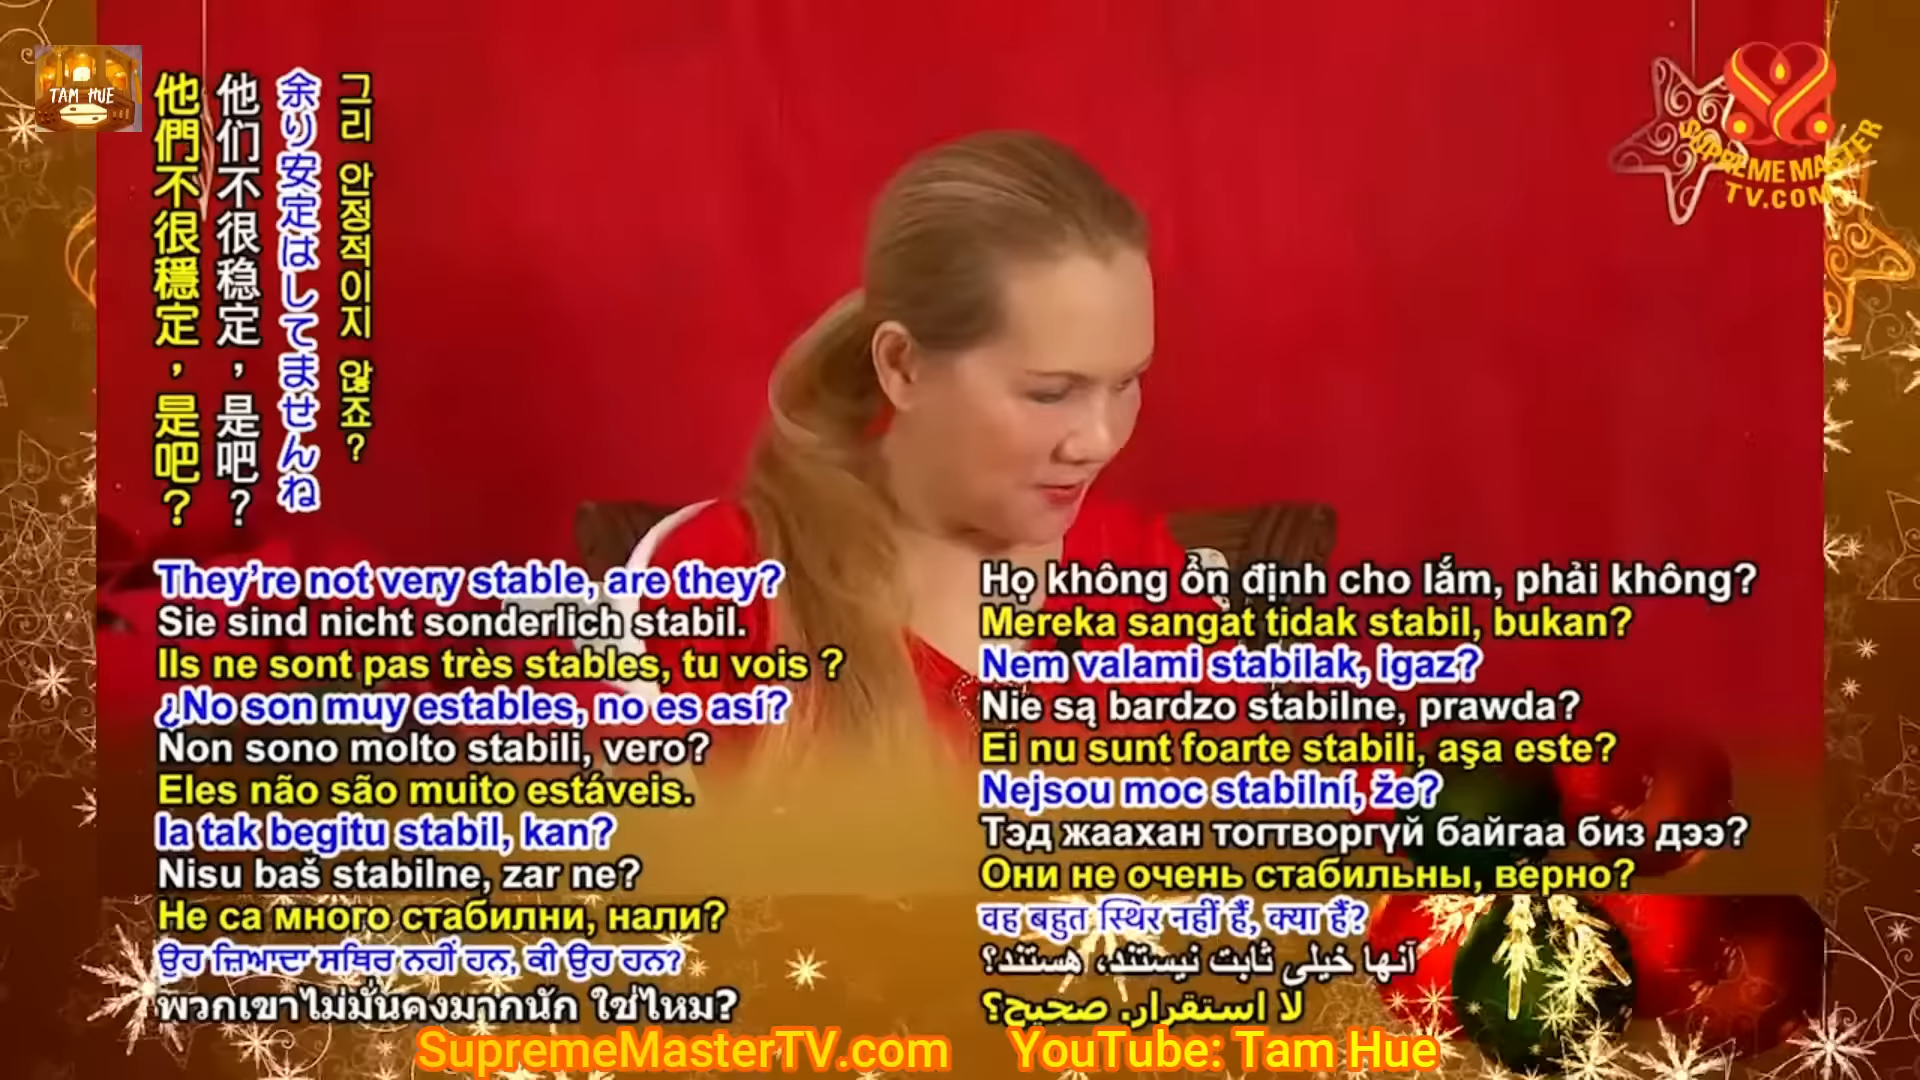 TAM HUE
SUPREME MASTER
TV.COM
他們不很穩定，是吧？
他们不很稳定，是吧？
余り安定はしてませんね
그리 안정적이지 않죠?
They're not very stable, are they?
Sie sind nicht sonderlich stabil.
Ils ne sont pas très stables, tu vois ?
¿No son muy estables, no es así?
Non sono molto stabili, vero?
Eles não são muito estáveis.
Ia tak begitu stabil, kan?
Nisu baš stabilne, zar ne?
Не са много стабилни, нали?
ਉਹ ਜ਼ਿਆਦਾ ਸਥਿਰ ਨਹੀਂ ਹਨ, ਕੀ ਉਹ ਹਨ?
พวกเขาไม่มั่นคงมากนัก ใช่ไหม?
Họ không ổn định cho lắm, phải không?
Mereka sangat tidak stabil, bukan?
Nem valami stabilak, igaz?
Nie są bardzo stabilne, prawda?
Ei nu sunt foarte stabili, aşa este?
Nejsou moc stabilní, že?
Тэд жаахан тогтворгүй байгаа биз дээ?
Они не очень стабильны, верно?
वह बहुत स्थिर नहीं हैं, क्या हैं?
آنها خیلی ثابت نیستند، هستند؟
لا استقرار. صحيح؟
SupremeMasterTV.com YouTube: Tam Hue